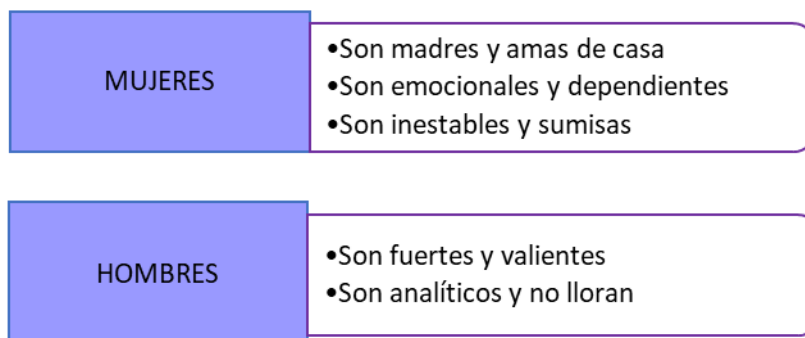 MUJERES
•Son madres y amas de casa
•Son emocionales y dependientes
•Son inestables y sumisas
HOMBRES
•Son fuertes y valientes
•Son analíticos y no lloran